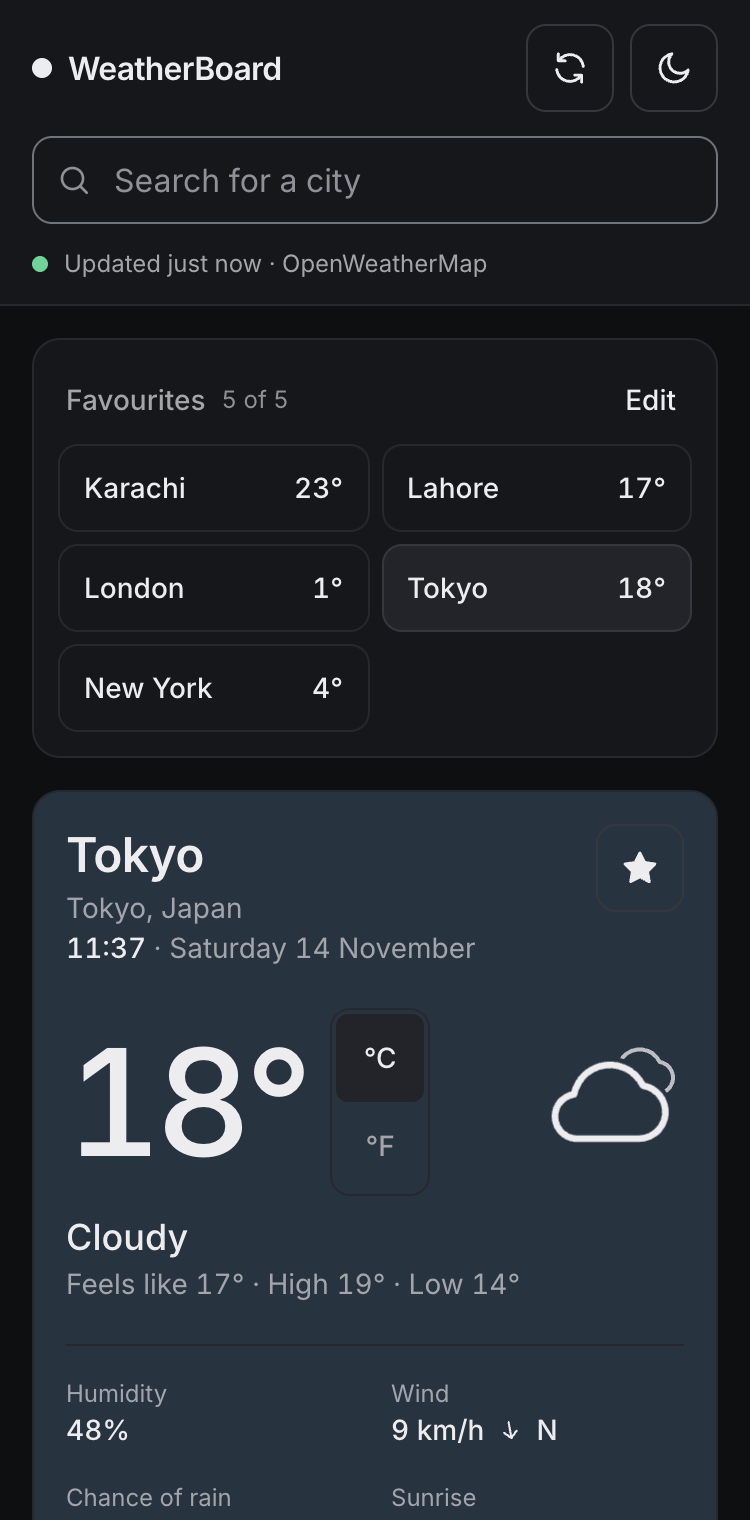 WeatherBoard
Search for a city
Updated just now · OpenWeatherMap
Favourites 5 of 5 Edit
Karachi 23° Lahore 17°
London 1° Tokyo 18°
New York 4°
Tokyo
Tokyo, Japan
11:37 · Saturday 14 November
18° °C
°F
Cloudy
Feels like 17° · High 19° · Low 14°
Humidity Wind
48% 9 km/h ↓ N
Chance of rain Sunrise